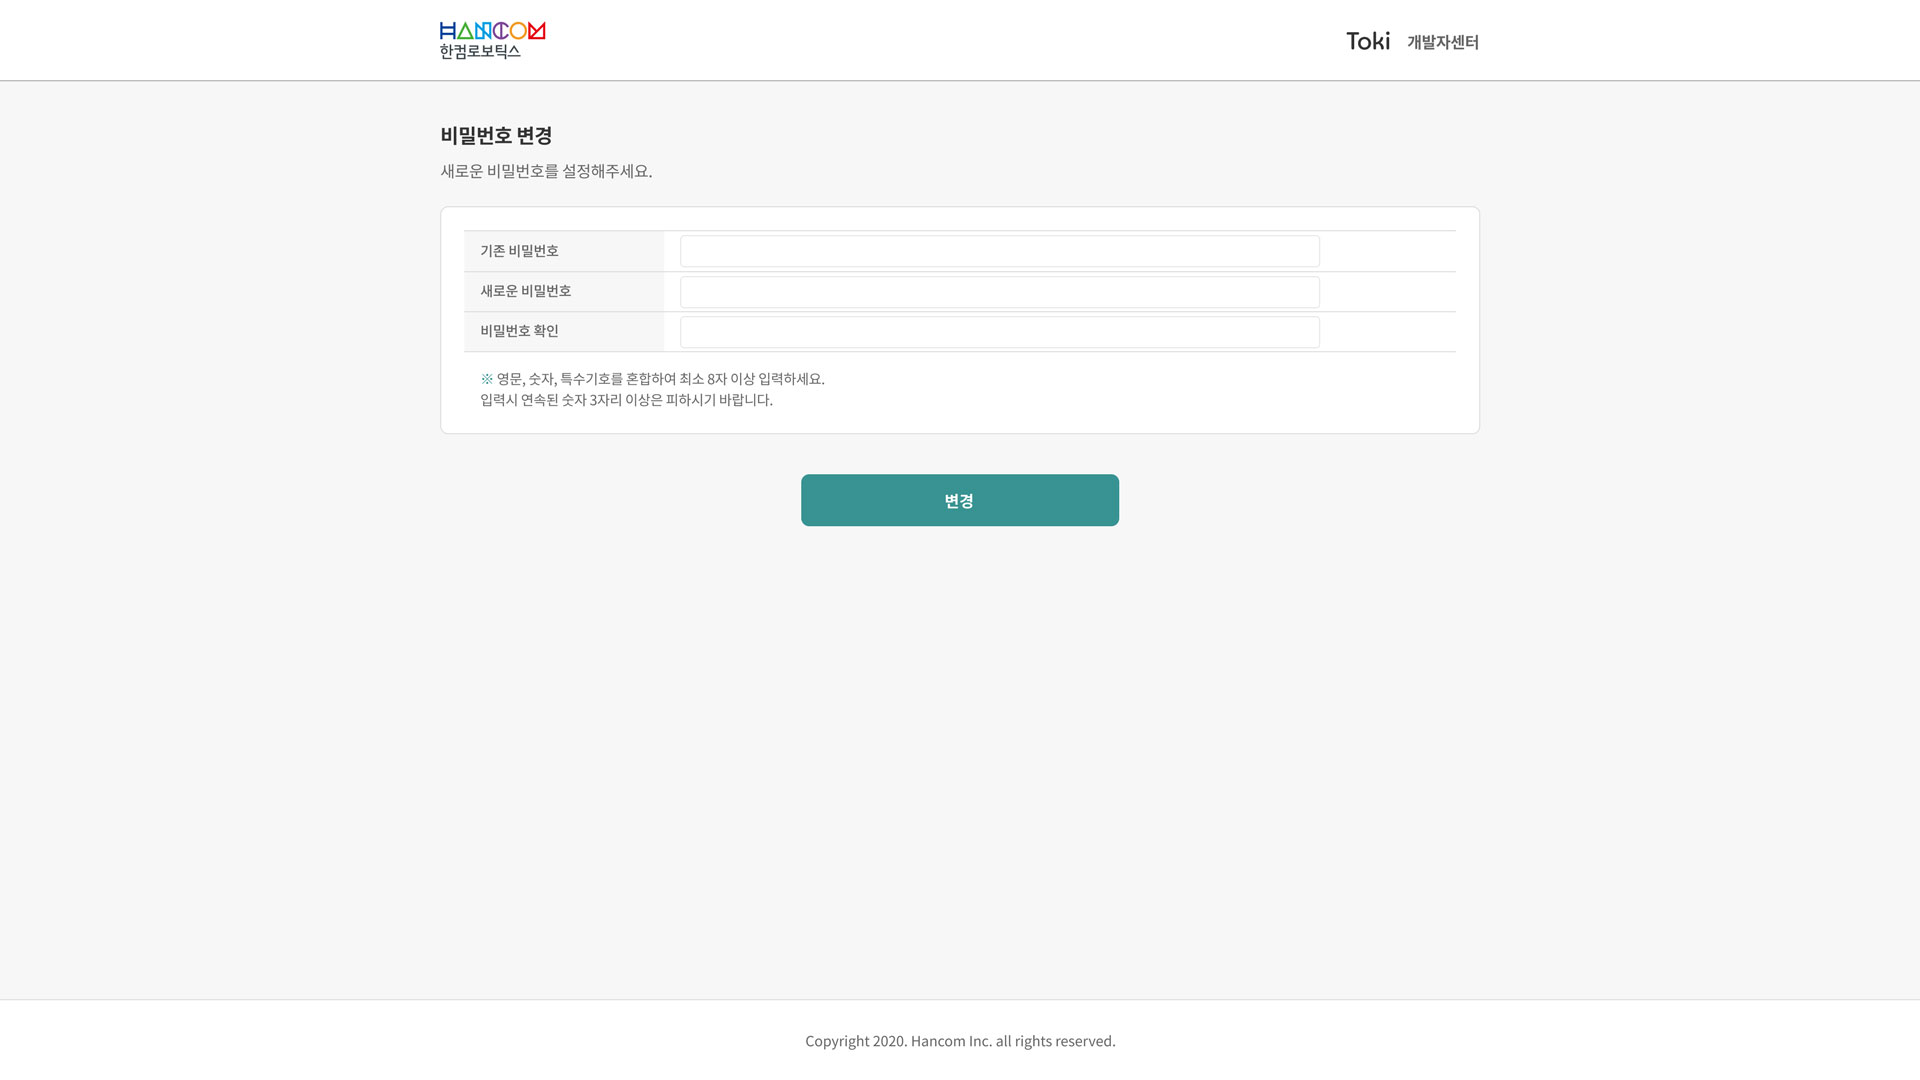 HANCOM
한컴로보틱스
Toki 개발자센터
비밀번호 변경
새로운 비밀번호를 설정해주세요.
기존 비밀번호
새로운 비밀번호
비밀번호 확인
※ 영문, 숫자, 특수기호를 혼합하여 최소 8자 이상 입력하세요.
입력시 연속된 숫자 3자리 이상은 피하시기 바랍니다.
변경
Copyright 2020. Hancom Inc. all rights reserved.